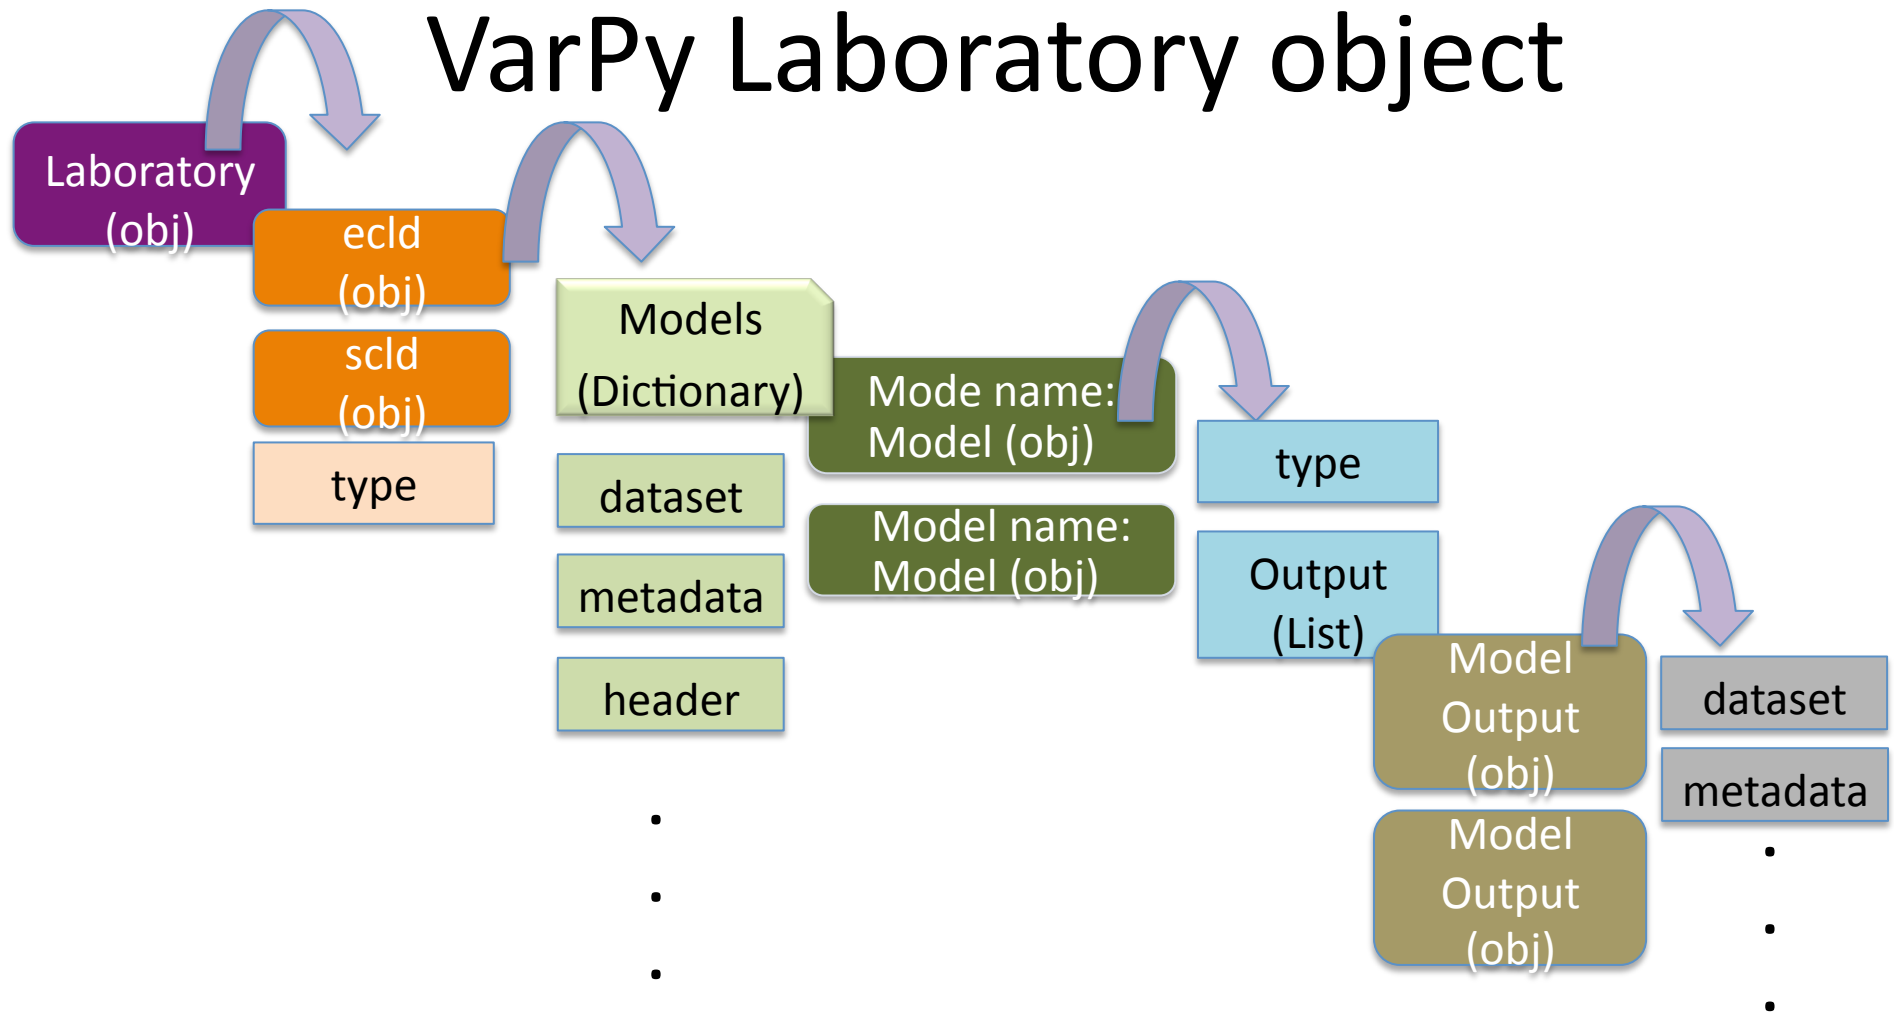 VarPy Laboratory object
Laboratory
(obj)
ecld
(obj)
scld
(obj)
type
Models
(Dictionary)
dataset
metadata
header
.
.
.
Mode name:
Model (obj)
Model name:
Model (obj)
type
Output
(List)
Model
Output
(obj)
Model
Output
(obj)
dataset
metadata
.
.
.